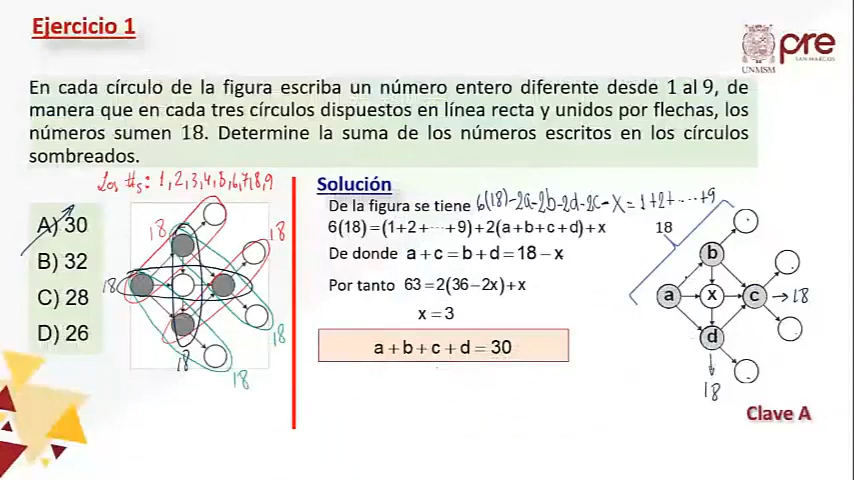 Ejercicio 1
UNMSM
pre
SAN MARCOS
En cada círculo de la figura escriba un número entero diferente desde 1 al 9, de
manera que en cada tres círculos dispuestos en línea recta y unidos por flechas, los
números sumen 18. Determine la suma de los números escritos en los círculos
sombreados.
Los #s: 1,2,3,4,5,6,7,8,9
A) 30
B) 32
C) 28
D) 26
18
18
18
18
18
18
Solución
De la figura se tiene 6(18)-2a-2b-2d-2c-x=1+2+⋯+9
6(18)=(1+2+⋯+9)+2(a+b+c+d)+x
De donde a+c=b+d=18-x
Por tanto 63=2(36-2x)+x
x=3
a+b+c+d=30
18
b
a
x
c
→18
d
18
Clave A